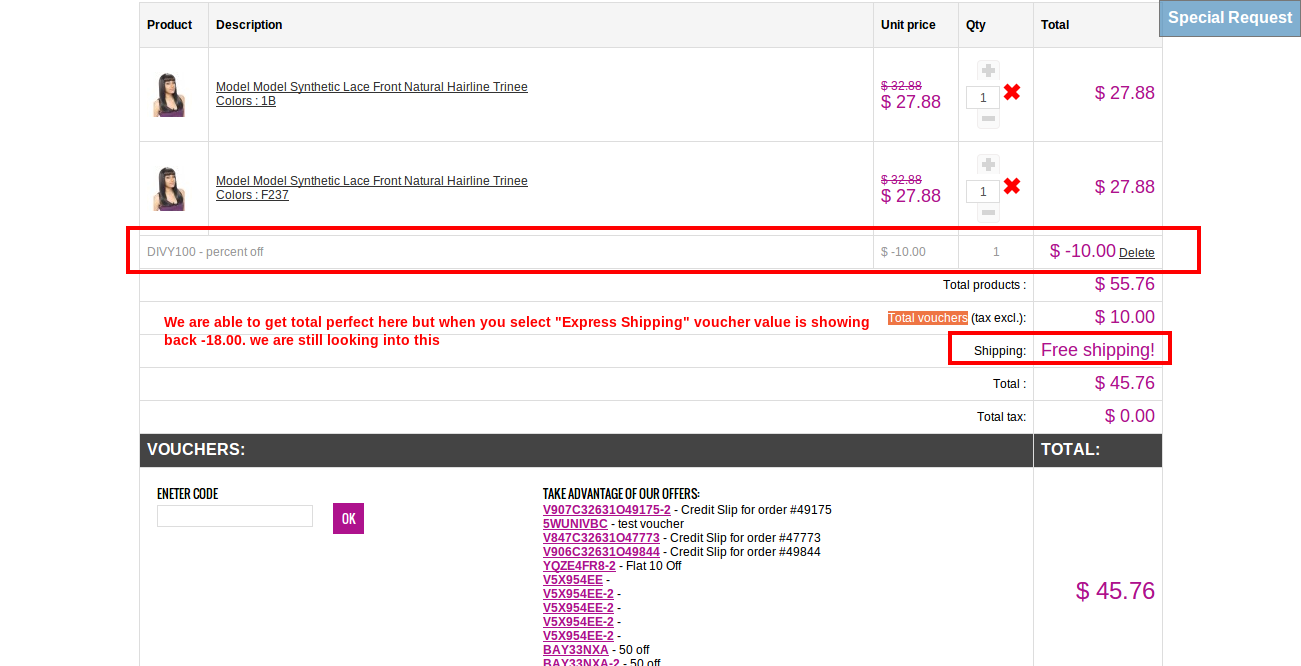 Special Request
Product Description Unit price Qty Total
Model Model Synthetic Lace Front Natural Hairline Trinee
Colors : 1B
$ 32.88
$ 27.88
1
$ 27.88
Model Model Synthetic Lace Front Natural Hairline Trinee
Colors : F237
$ 32.88
$ 27.88
1
$ 27.88
DIVY100 - percent off $ -10.00 1 $ -10.00 Delete
Total products : $ 55.76
We are able to get total perfect here but when you select "Express Shipping" voucher value is showing
back -18.00. we are still looking into this
Total vouchers (tax excl.): $ 10.00
Shipping: Free shipping!
Total : $ 45.76
Total tax: $ 0.00
VOUCHERS: TOTAL:
ENETER CODE
OK
TAKE ADVANTAGE OF OUR OFFERS:
V907C32631O49175-2 - Credit Slip for order #49175
5WUNIVBC - test voucher
V847C32631O47773 - Credit Slip for order #47773
V906C32631O49844 - Credit Slip for order #49844
YQZE4FR8-2 - Flat 10 Off
V5X954EE -
V5X954EE-2 -
V5X954EE-2 -
V5X954EE-2 -
V5X954EE-2 -
BAY33NXA - 50 off
BAY33NXA-2 - 50 off
$ 45.76